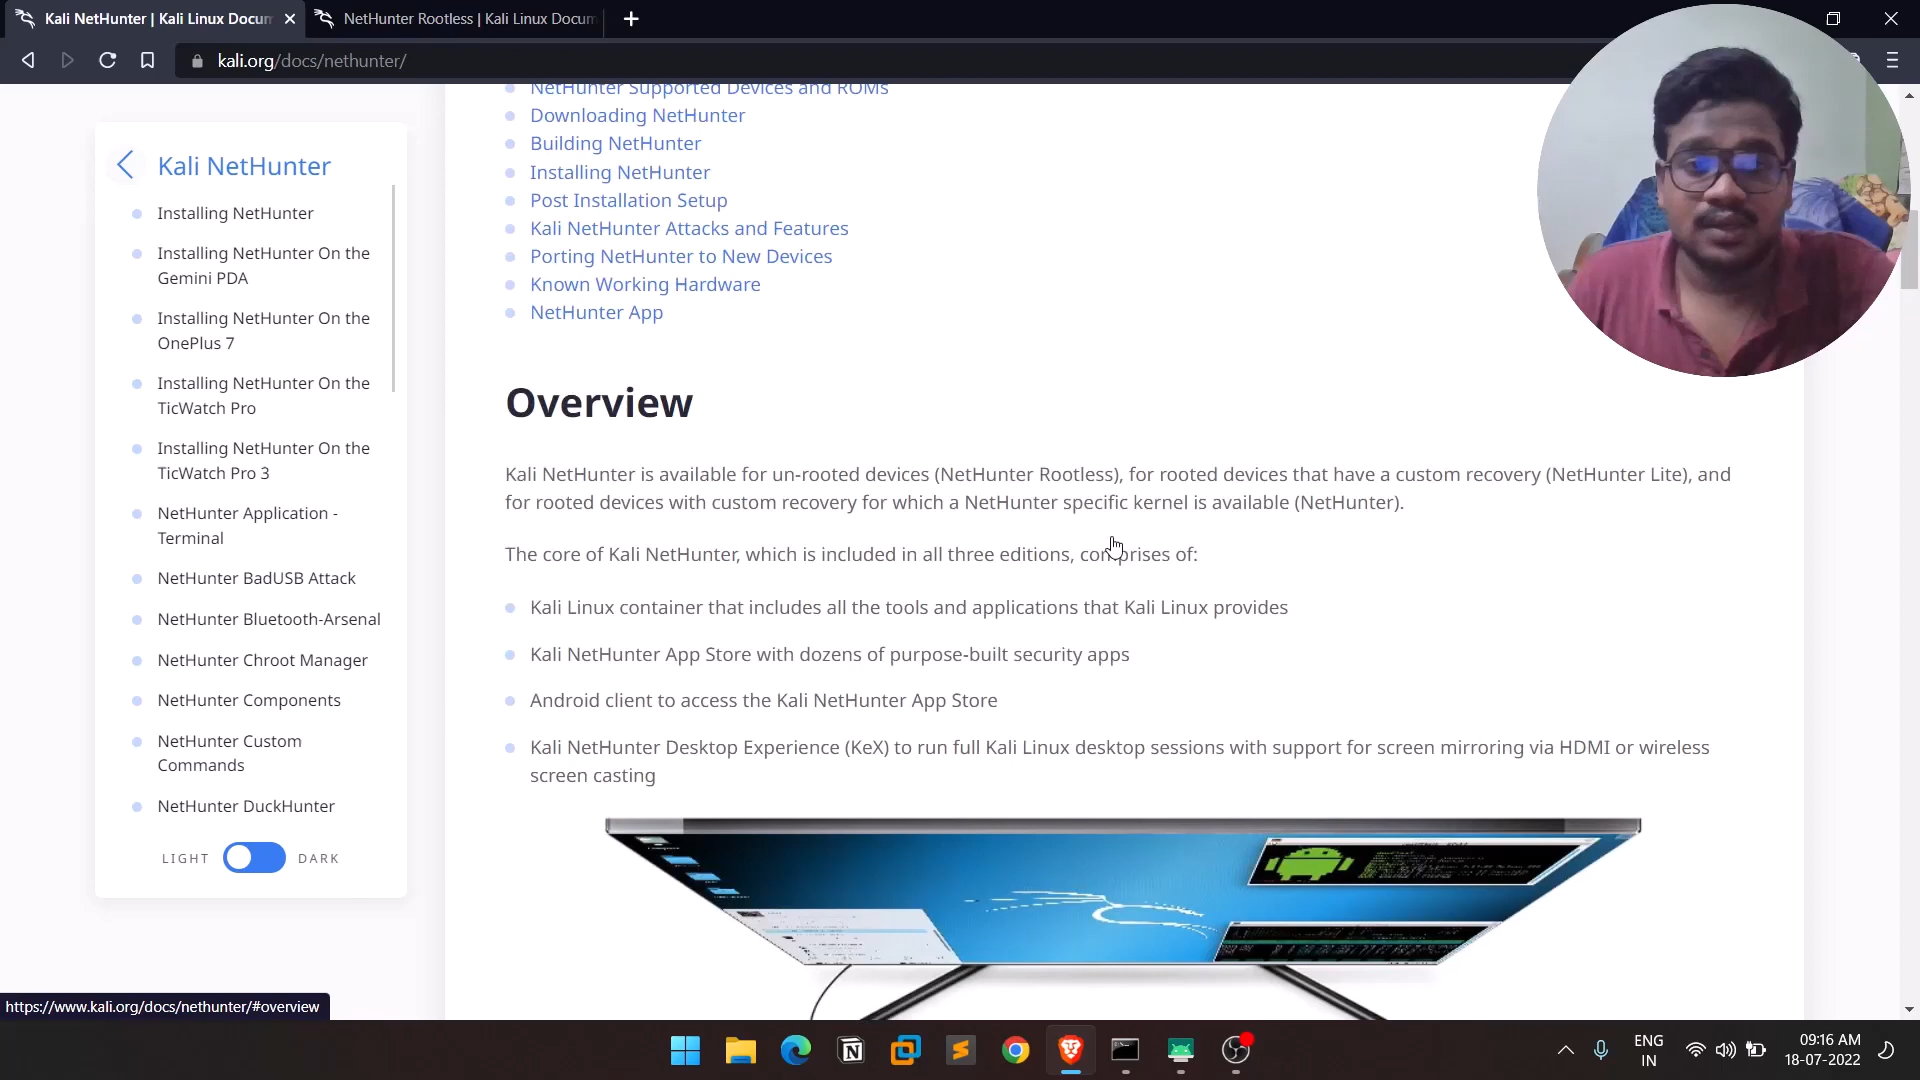 Kali NetHunter | Kali Linux Docum
NetHunter Rootless | Kali Linux Docum
kali.org/docs/nethunter/
Kali NetHunter
Installing NetHunter
Installing NetHunter On the
Gemini PDA
Installing NetHunter On the
OnePlus 7
Installing NetHunter On the
TicWatch Pro
Installing NetHunter On the
TicWatch Pro 3
NetHunter Application -
Terminal
NetHunter BadUSB Attack
NetHunter Bluetooth-Arsenal
NetHunter Chroot Manager
NetHunter Components
NetHunter Custom
Commands
NetHunter DuckHunter
LIGHT DARK
NetHunter Supported Devices and ROMs
Downloading NetHunter
Building NetHunter
Installing NetHunter
Post Installation Setup
Kali NetHunter Attacks and Features
Porting NetHunter to New Devices
Known Working Hardware
NetHunter App
Overview
Kali NetHunter is available for un-rooted devices (NetHunter Rootless), for rooted devices that have a custom recovery (NetHunter Lite), and
for rooted devices with custom recovery for which a NetHunter specific kernel is available (NetHunter).
The core of Kali NetHunter, which is included in all three editions, comprises of:
Kali Linux container that includes all the tools and applications that Kali Linux provides
Kali NetHunter App Store with dozens of purpose-built security apps
Android client to access the Kali NetHunter App Store
Kali NetHunter Desktop Experience (KeX) to run full Kali Linux desktop sessions with support for screen mirroring via HDMI or wireless
screen casting
https://www.kali.org/docs/nethunter/#overview
ENG
IN
09:16 AM
18-07-2022